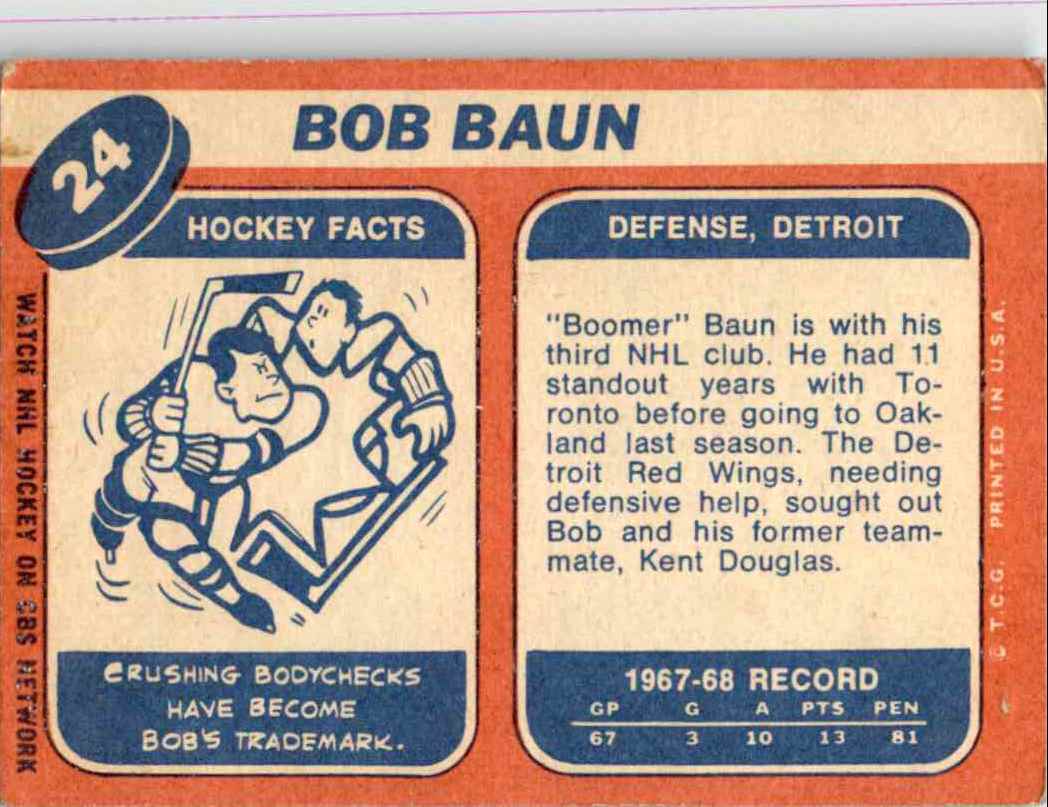 24
BOB BAUN
HOCKEY FACTS
CRUSHING BODYCHECKS
HAVE BECOME
BOB'S TRADEMARK.
DEFENSE, DETROIT
"Boomer" Baun is with his
third NHL club. He had 11
standout years with To-
ronto before going to Oak-
land last season. The De-
troit Red Wings, needing
defensive help, sought out
Bob and his former team-
mate, Kent Douglas.
1967-68 RECORD
GP G A PTS PEN
67 3 10 13 81
WATCH NHL HOCKEY ON CBS NETWORK
© T.C.G. PRINTED IN U.S.A.